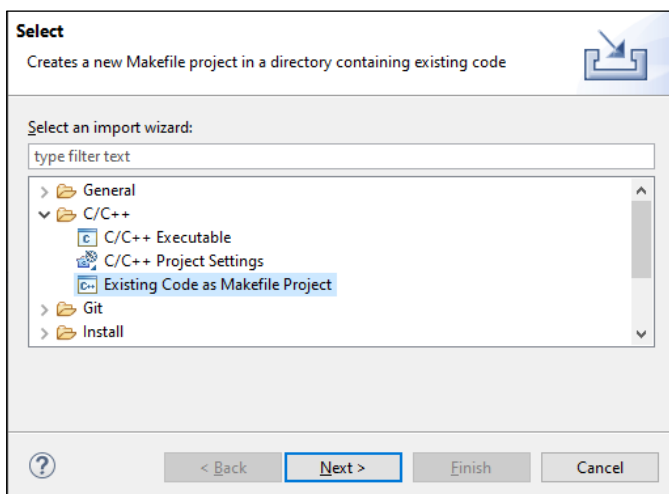 Select
Creates a new Makefile project in a directory containing existing code
Select an import wizard:
type filter text
General
C/C++
C/C++ Executable
C/C++ Project Settings
Existing Code as Makefile Project
Git
Install
< Back Next > Finish Cancel